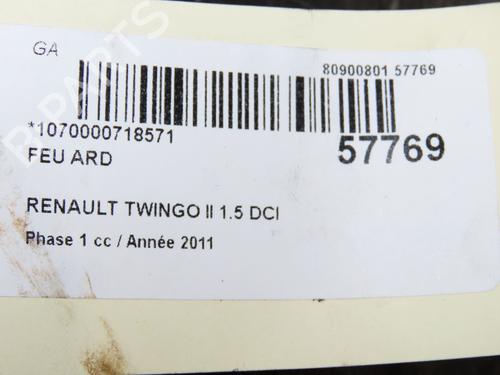 GA
80900801 57769
*1070000718571
57769
FEU ARD
RENAULT TWINGO II 1.5 DCI
Phase 1 cc / Année 2011